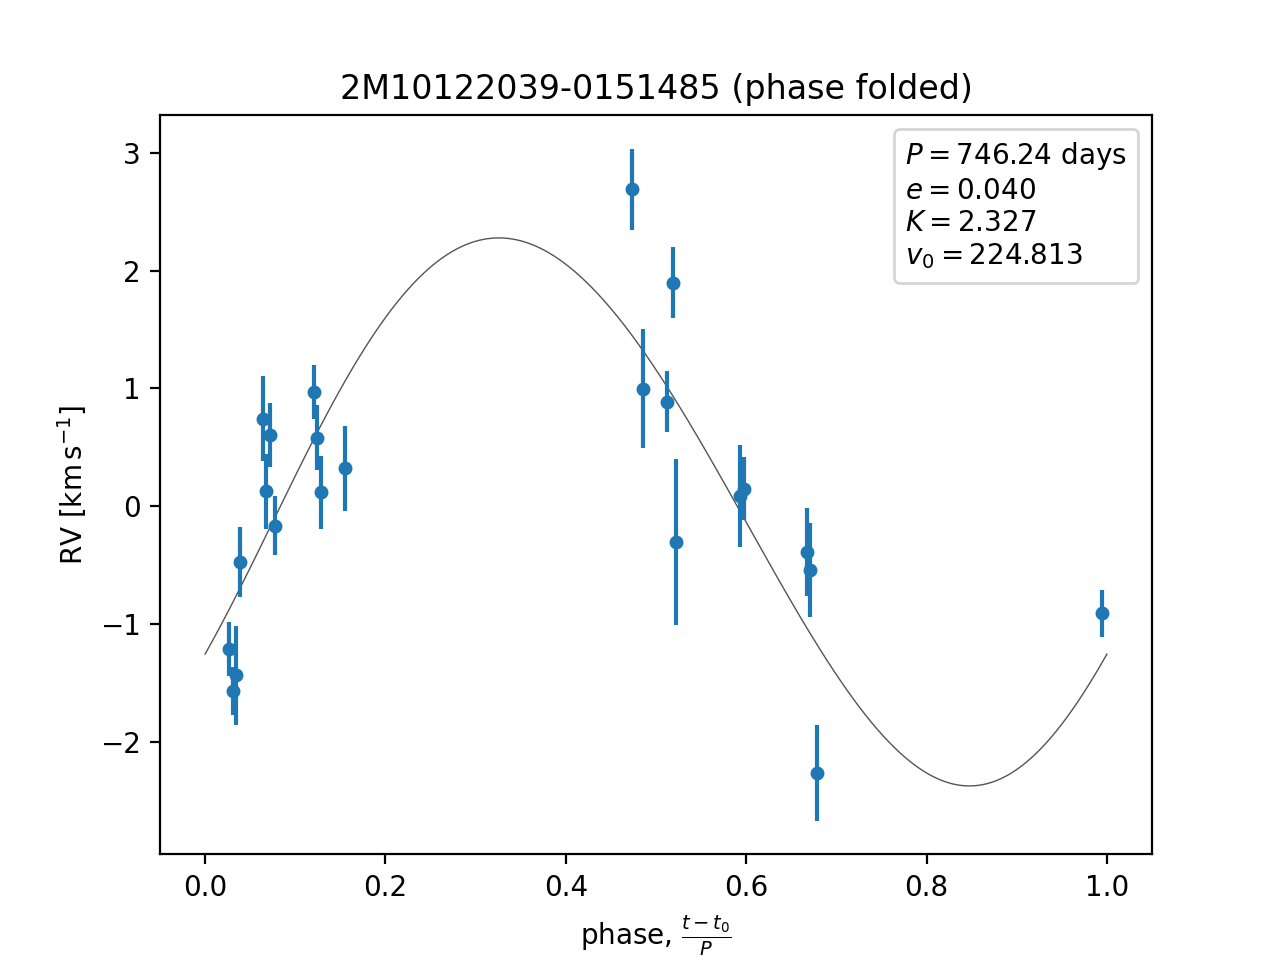 2M10122039-0151485 (phase folded)
P = 746.24 days
e = 0.040
K = 2.327
v₀ = 224.813
3
2
1
0
−1
−2
RV [km s⁻¹]
0.0 0.2 0.4 0.6 0.8 1.0
phase, (t − t₀)/P